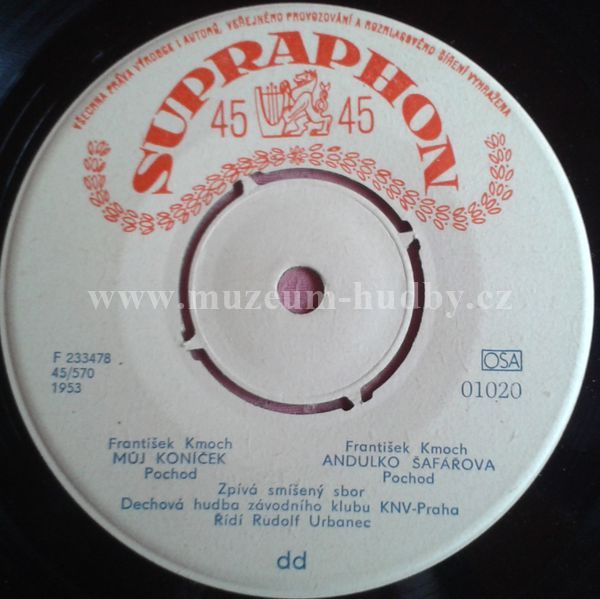 VŠECHNA PRÁVA VÝROBCE I AUTORŮ, VEŘEJNÉHO PROVOZOVÁNÍ A ROZHLASOVÉHO ŠÍŘENÍ VYHRAŽENA
SUPRAPHON
45 45
www.muzeum-hudby.cz
F 233478
45/570
1953
OSA
01020
František Kmoch
MŮJ KONÍČEK
Pochod
František Kmoch
ANDULKO ŠAFÁŘOVA
Pochod
Zpívá smíšený sbor
Dechová hudba závodního klubu KNV-Praha
Řídí Rudolf Urbanec
dd